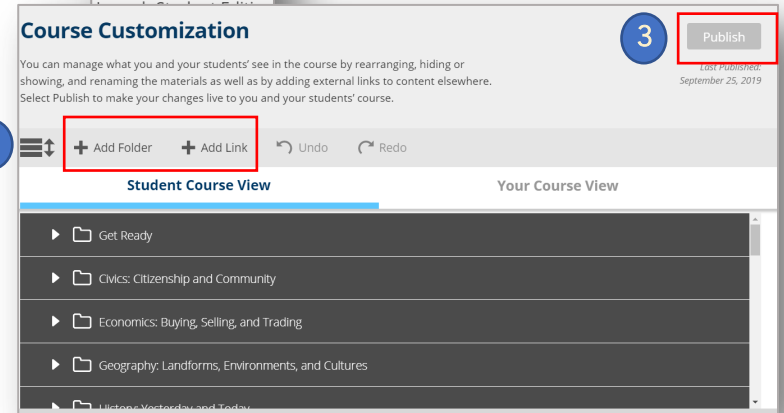 Course Customization
3
Publish
You can manage what you and your students' see in the course by rearranging, hiding or
Last Published:
showing, and renaming the materials as well as by adding external links to content elsewhere.
September 25, 2019
Select Publish to make your changes live to you and your students' course.
Add Folder Add Link Undo Redo
Student Course View Your Course View
Get Ready
Civics: Citizenship and Community
Economics: Buying, Selling, and Trading
Geography: Landforms, Environments, and Cultures
History: Yesterday and Today